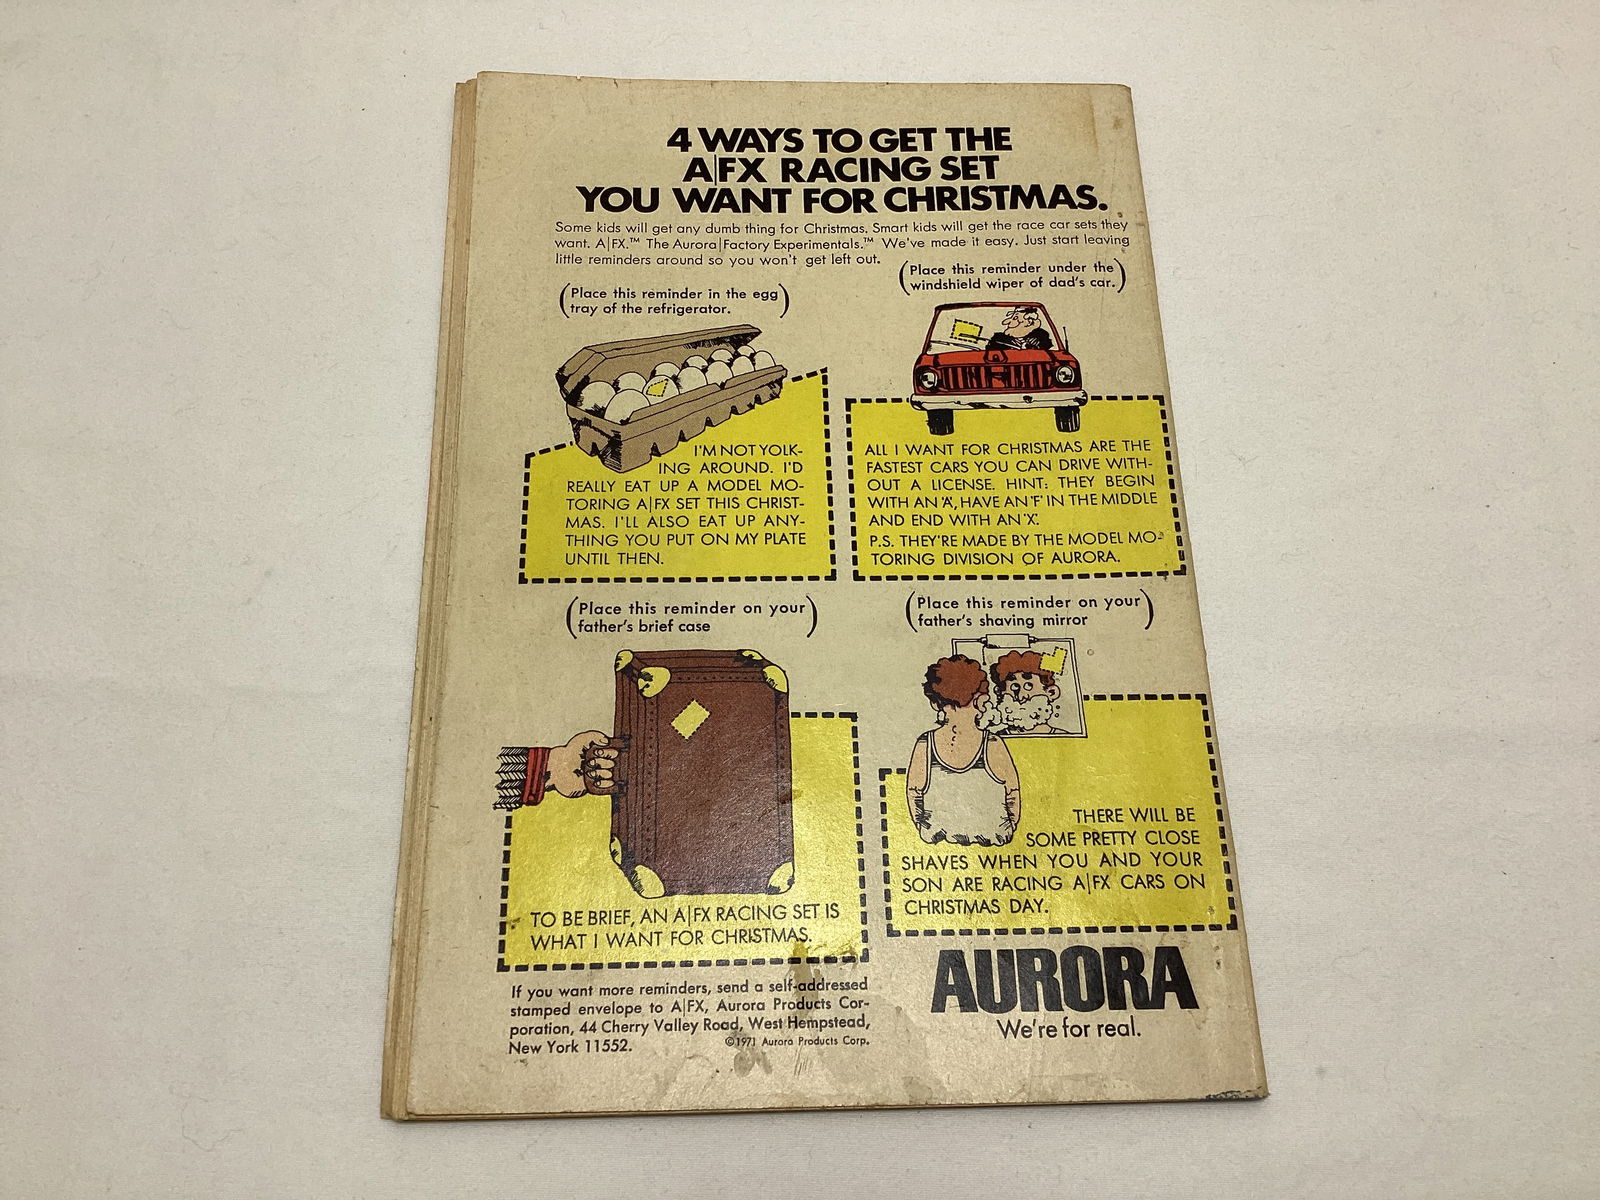 4 WAYS TO GET THE
A|FX RACING SET
YOU WANT FOR CHRISTMAS.
Some kids will get any dumb thing for Christmas. Smart kids will get the race car sets they
want. A|FX.™ The Aurora|Factory Experimentals.™ We've made it easy. Just start leaving
little reminders around so you won't get left out.
(Place this reminder in the egg
tray of the refrigerator.)
I'M NOT YOLK-
ING AROUND. I'D
REALLY EAT UP A MODEL MO-
TORING A|FX SET THIS CHRIST-
MAS. I'LL ALSO EAT UP ANY-
THING YOU PUT ON MY PLATE
UNTIL THEN.
(Place this reminder under the
windshield wiper of dad's car.)
ALL I WANT FOR CHRISTMAS ARE THE
FASTEST CARS YOU CAN DRIVE WITH-
OUT A LICENSE. HINT: THEY BEGIN
WITH AN 'A', HAVE AN 'F' IN THE MIDDLE
AND END WITH AN 'X'.
P.S. THEY'RE MADE BY THE MODEL MO-
TORING DIVISION OF AURORA.
(Place this reminder on your
father's brief case)
TO BE BRIEF, AN A|FX RACING SET IS
WHAT I WANT FOR CHRISTMAS.
(Place this reminder on your
father's shaving mirror)
THERE WILL BE
SOME PRETTY CLOSE
SHAVES WHEN YOU AND YOUR
SON ARE RACING A|FX CARS ON
CHRISTMAS DAY.
If you want more reminders, send a self-addressed
stamped envelope to A|FX, Aurora Products Cor-
poration, 44 Cherry Valley Road, West Hempstead,
New York 11552.
©1971 Aurora Products Corp.
AURORA
We're for real.